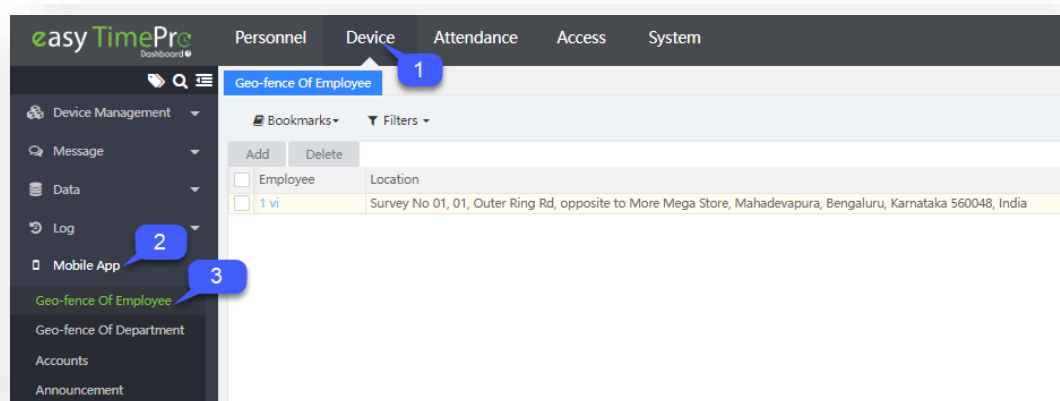 easy TimePro
Dashboard
Personnel Device Attendance Access System
1
Geo-fence Of Employee
Device Management
Bookmarks Filters
Message
Add Delete
Employee Location
Data
1 vi Survey No 01, 01, Outer Ring Rd, opposite to More Mega Store, Mahadevapura, Bengaluru, Karnataka 560048, India
Log
2
Mobile App
3
Geo-fence Of Employee
Geo-fence Of Department
Accounts
Announcement